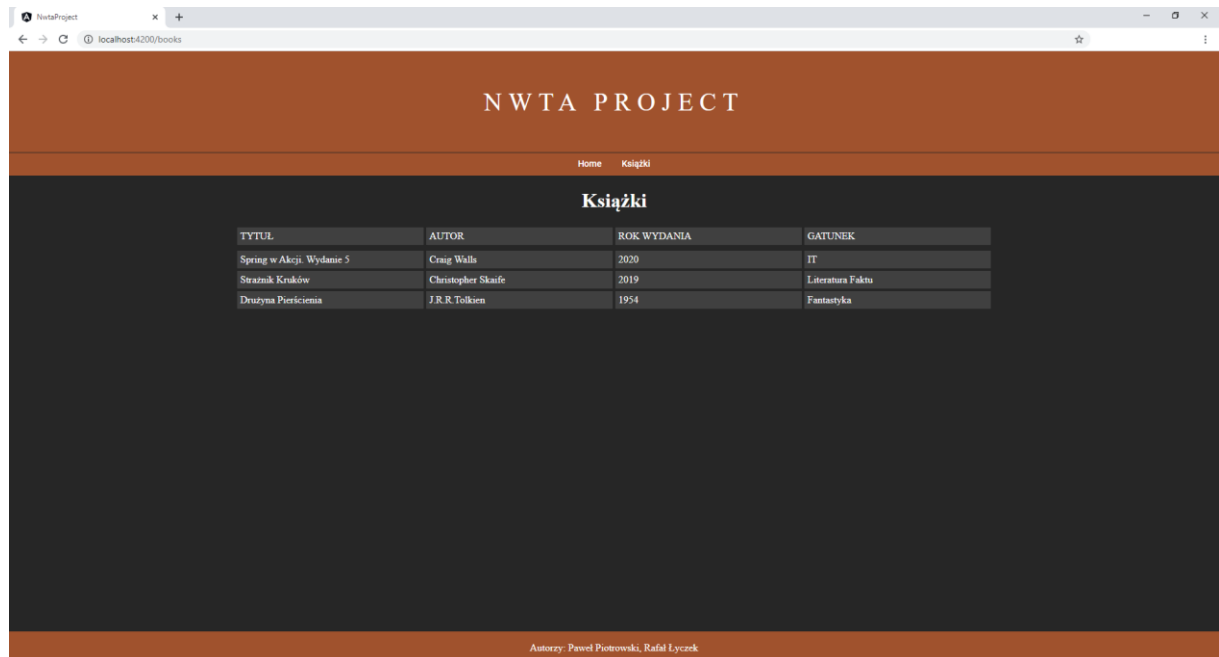 NwtaProject
localhost:4200/books
NWTA PROJECT
Home Książki
Książki
TYTUŁ AUTOR ROK WYDANIA GATUNEK
Spring w Akcji. Wydanie 5 Craig Walls 2020 IT
Strażnik Kruków Christopher Skaife 2019 Literatura Faktu
Drużyna Pierścienia J.R.R.Tolkien 1954 Fantastyka
Autorzy: Paweł Piotrowski, Rafał Łyczek